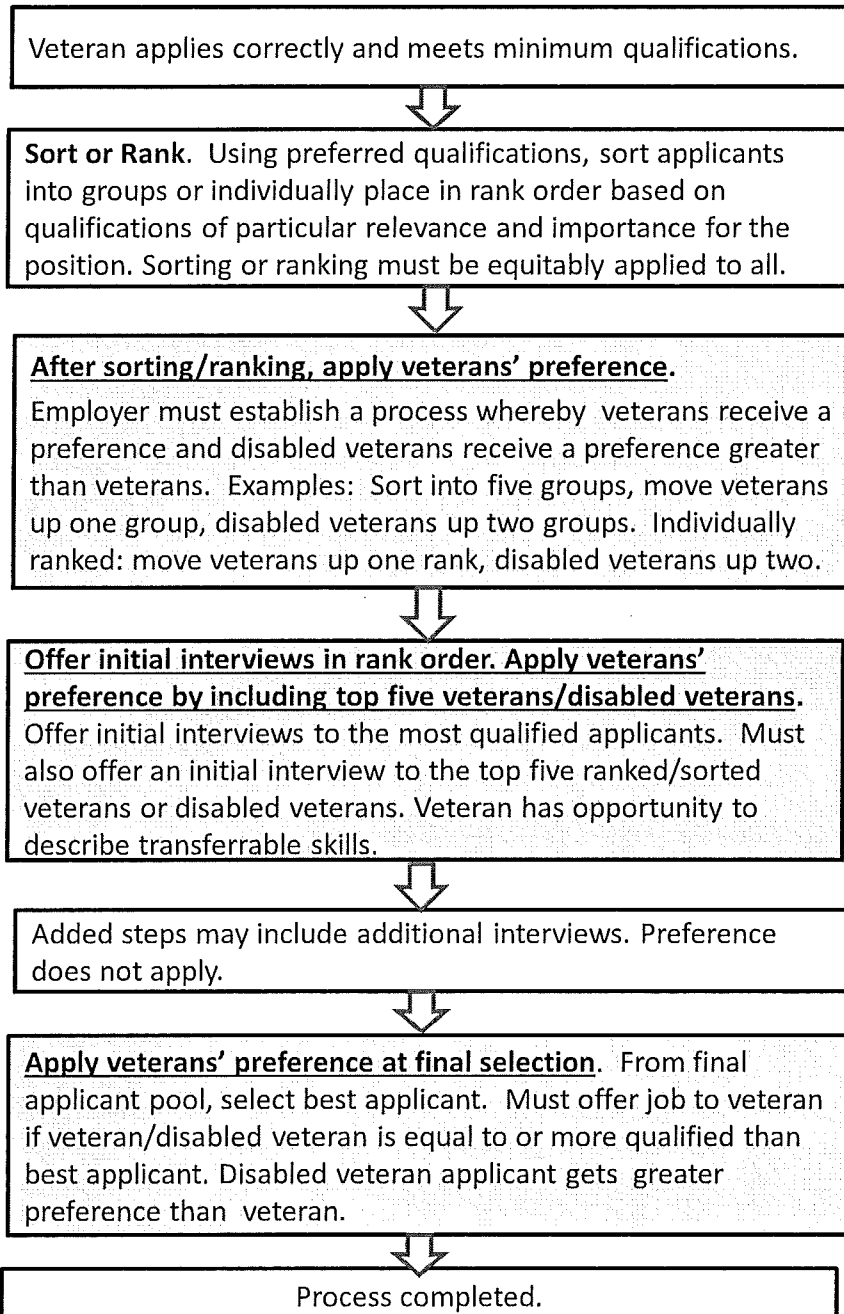 Veteran applies correctly and meets minimum qualifications.
Sort or Rank. Using preferred qualifications, sort applicants
into groups or individually place in rank order based on
qualifications of particular relevance and importance for the
position. Sorting or ranking must be equitably applied to all.
After sorting/ranking, apply veterans' preference.
Employer must establish a process whereby veterans receive a
preference and disabled veterans receive a preference greater
than veterans. Examples: Sort into five groups, move veterans
up one group, disabled veterans up two groups. Individually
ranked: move veterans up one rank, disabled veterans up two.
Offer initial interviews in rank order. Apply veterans'
preference by including top five veterans/disabled veterans.
Offer initial interviews to the most qualified applicants. Must
also offer an initial interview to the top five ranked/sorted
veterans or disabled veterans. Veteran has opportunity to
describe transferrable skills.
Added steps may include additional interviews. Preference
does not apply.
Apply veterans' preference at final selection. From final
applicant pool, select best applicant. Must offer job to veteran
if veteran/disabled veteran is equal to or more qualified than
best applicant. Disabled veteran applicant gets greater
preference than veteran.
Process completed.